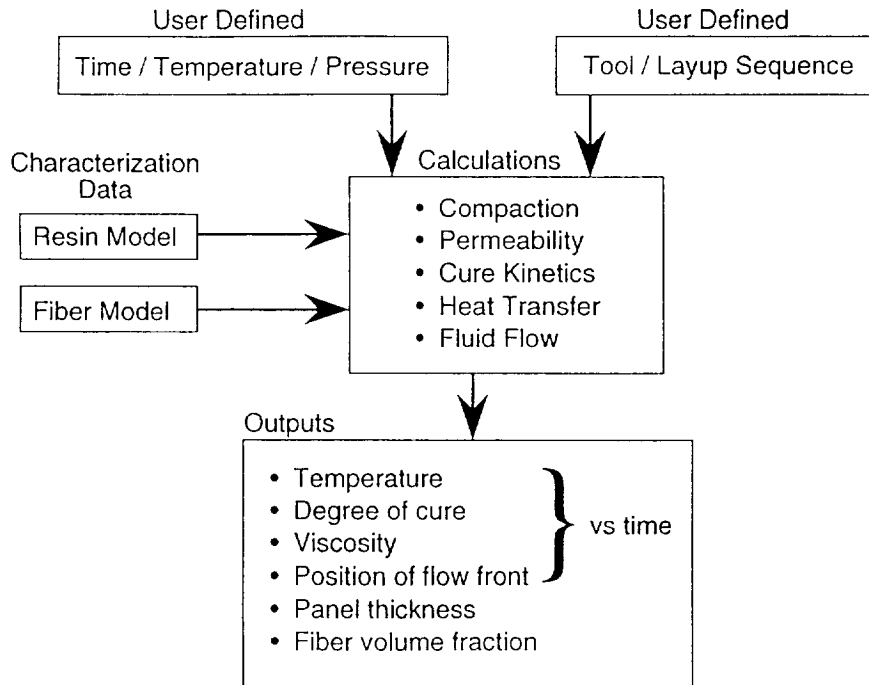 User Defined
Time / Temperature / Pressure
User Defined
Tool / Layup Sequence
Characterization
Data
Resin Model
Fiber Model
Calculations
• Compaction
• Permeability
• Cure Kinetics
• Heat Transfer
• Fluid Flow
Outputs
• Temperature
• Degree of cure
• Viscosity
• Position of flow front
vs time
• Panel thickness
• Fiber volume fraction